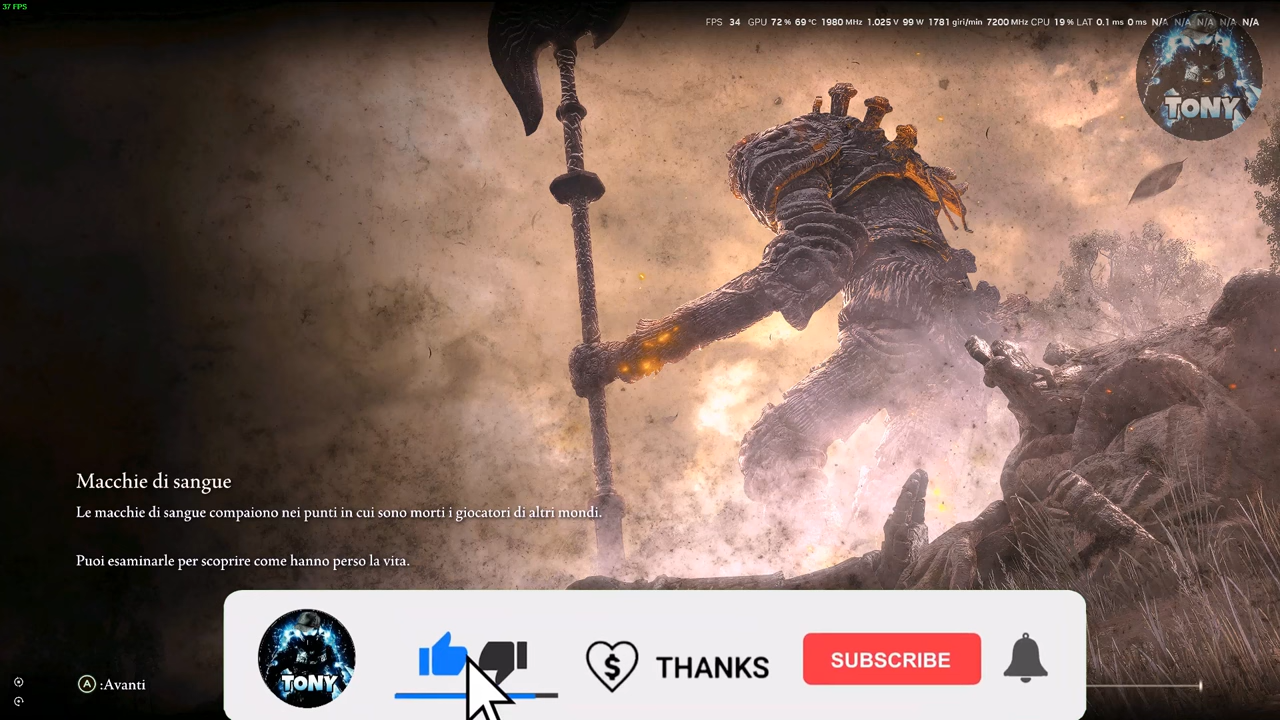 37 FPS
FPS 34 GPU 72 % 69 °C 1980 MHz 1.025 V 99 W 1781 giri/min 7200 MHz CPU 19 % LAT 0.1 ms 0 ms N/A N/A N/A N/A N/A
TONY
Macchie di sangue
Le macchie di sangue compaiono nei punti in cui sono morti i giocatori di altri mondi.
Puoi esaminarle per scoprire come hanno perso la vita.
TONY
$ THANKS
SUBSCRIBE
A :Avanti